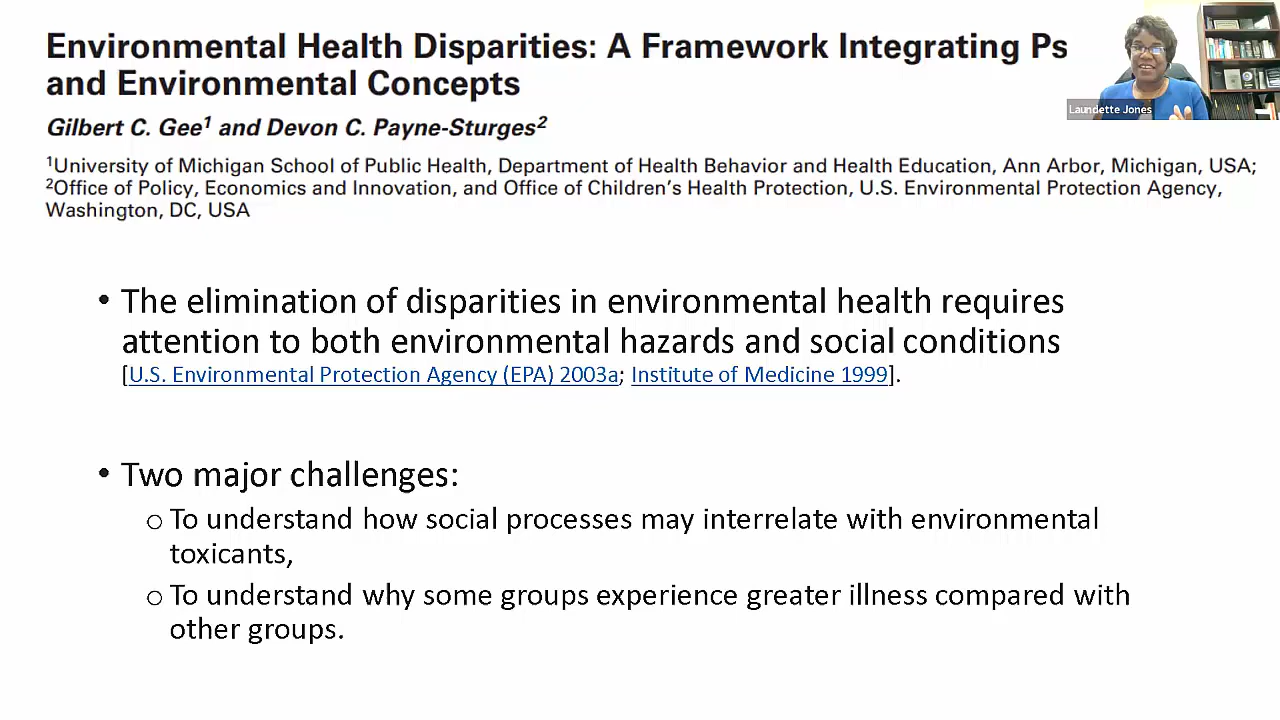 Environmental Health Disparities: A Framework Integrating Ps
and Environmental Concepts
Laundette Jones
Gilbert C. Gee¹ and Devon C. Payne-Sturges²
¹University of Michigan School of Public Health, Department of Health Behavior and Health Education, Ann Arbor, Michigan, USA;
²Office of Policy, Economics and Innovation, and Office of Children's Health Protection, U.S. Environmental Protection Agency,
Washington, DC, USA
• The elimination of disparities in environmental health requires
attention to both environmental hazards and social conditions
[U.S. Environmental Protection Agency (EPA) 2003a; Institute of Medicine 1999].
• Two major challenges:
o To understand how social processes may interrelate with environmental
toxicants,
o To understand why some groups experience greater illness compared with
other groups.